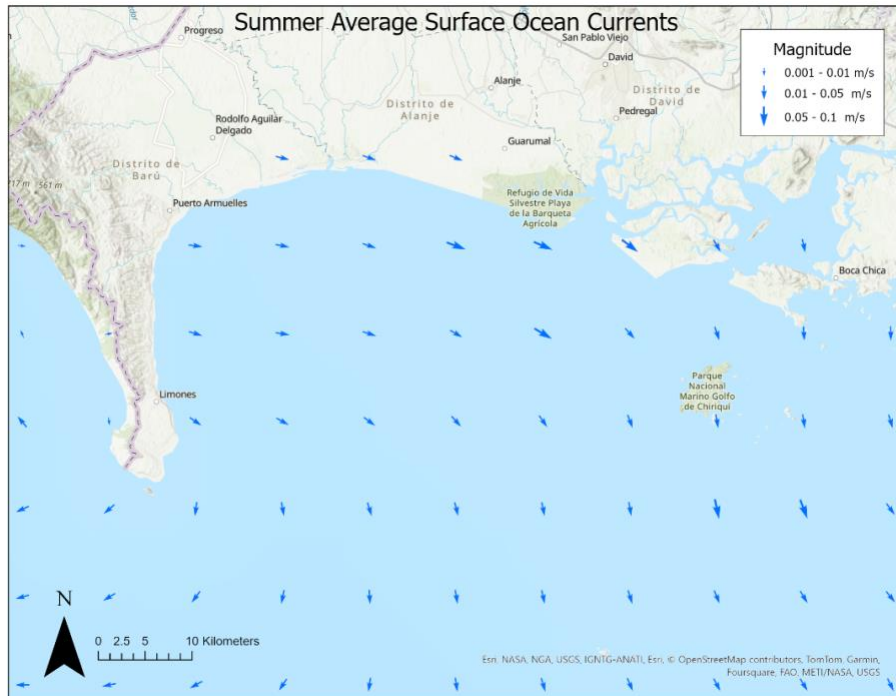 Summer Average Surface Ocean Currents
Progreso
San Pablo Viejo
David
Magnitude
0.001 - 0.01 m/s
0.01 - 0.05 m/s
0.05 - 0.1 m/s
Alanje
Distrito de
Alanje
Distrito de
David
Pedregal
Rodolfo Aguilar
Delgado
Guarumal
Distrito de
Barú
561 m
Refugio de Vida
Silvestre Playa
de la Barqueta
Agrícola
Puerto Armuelles
Boca Chica
Parque
Nacional
Marino Golfo
de Chiriquí
Limones
N
0 2.5 5 10 Kilometers
Esri, NASA, NGA, USGS, IGNTG-ANATI, Esri, © OpenStreetMap contributors, TomTom, Garmin,
Foursquare, FAO, METI/NASA, USGS